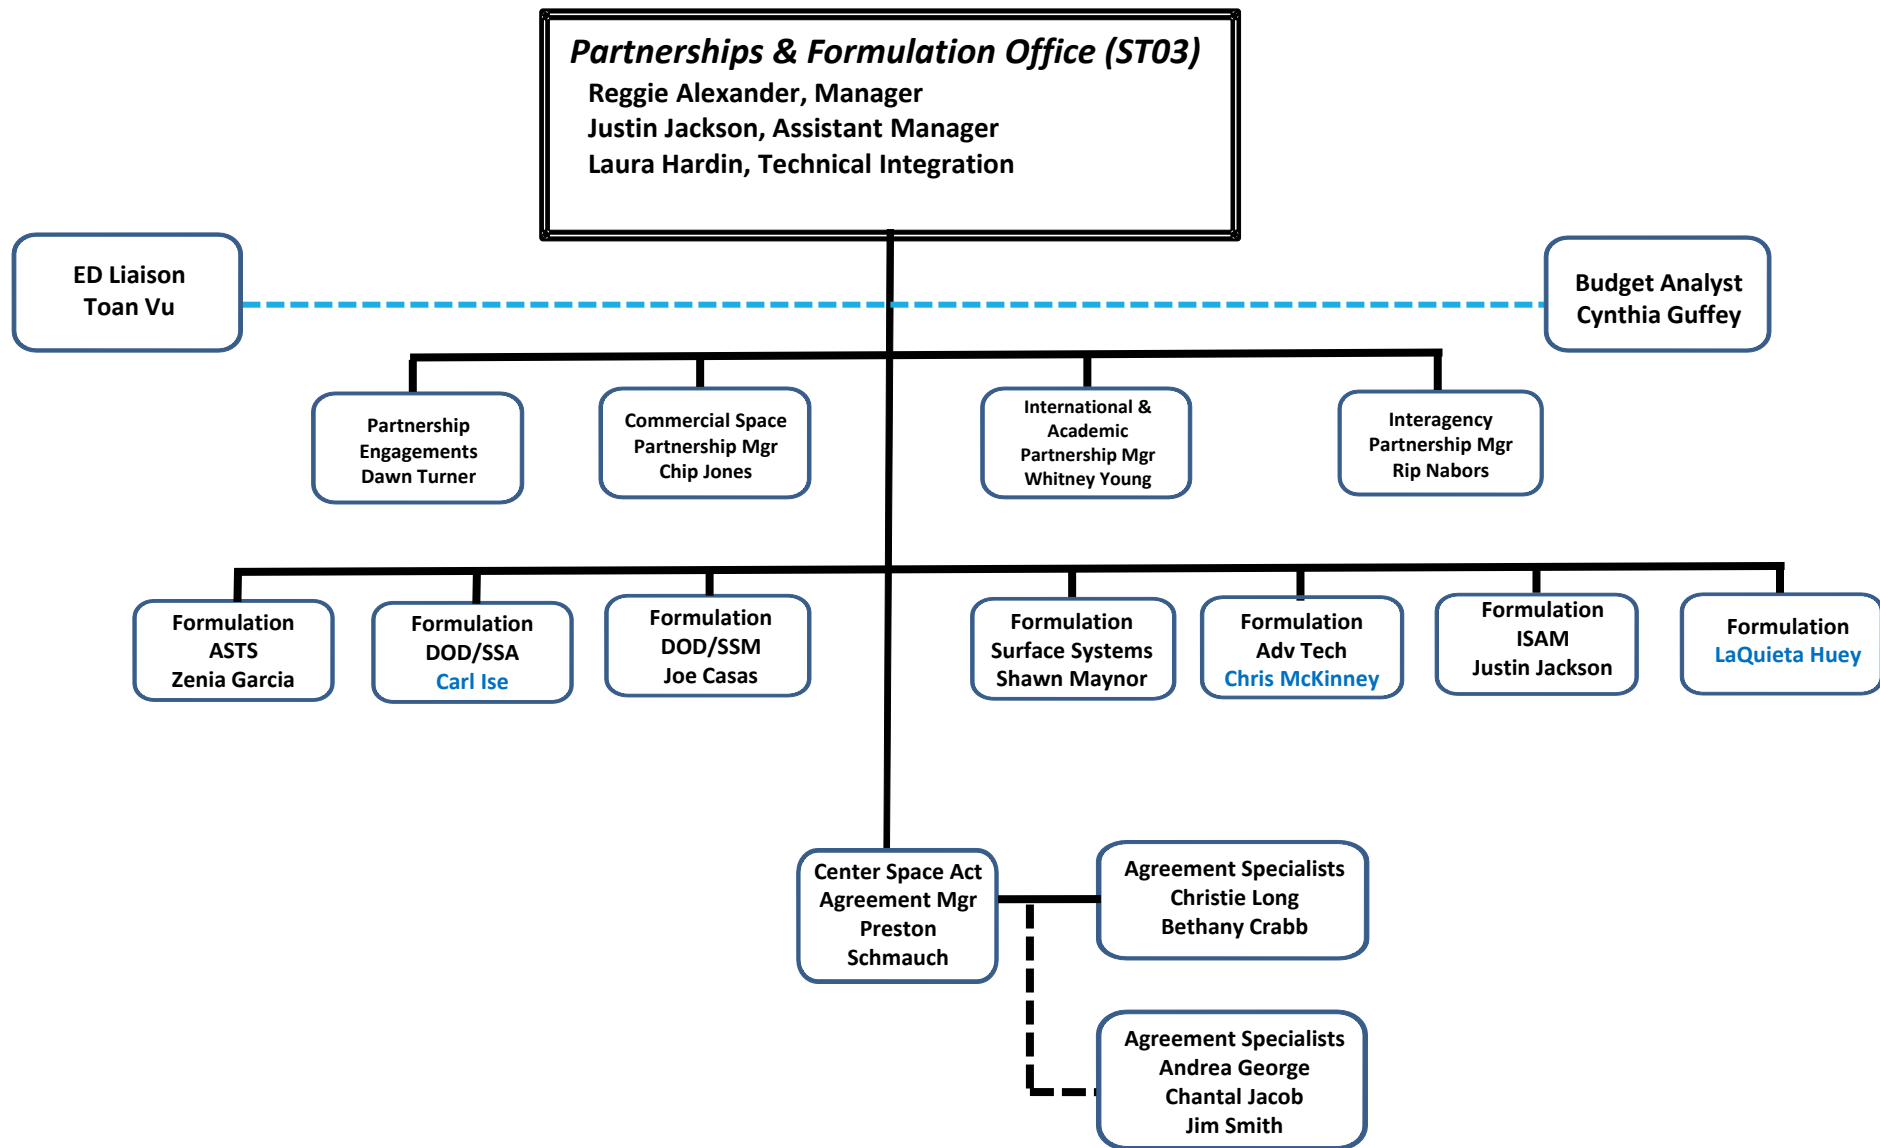 Partnerships & Formulation Office (ST03)
Reggie Alexander, Manager
Justin Jackson, Assistant Manager
Laura Hardin, Technical Integration
ED Liaison
Toan Vu
Budget Analyst
Cynthia Guffey
Partnership
Engagements
Dawn Turner
Commercial Space
Partnership Mgr
Chip Jones
International &
Academic
Partnership Mgr
Whitney Young
Interagency
Partnership Mgr
Rip Nabors
Formulation
ASTS
Zenia Garcia
Formulation
DOD/SSA
Carl Ise
Formulation
DOD/SSM
Joe Casas
Formulation
Surface Systems
Shawn Maynor
Formulation
Adv Tech
Chris McKinney
Formulation
ISAM
Justin Jackson
Formulation
LaQuieta Huey
Center Space Act
Agreement Mgr
Preston
Schmauch
Agreement Specialists
Christie Long
Bethany Crabb
Agreement Specialists
Andrea George
Chantal Jacob
Jim Smith